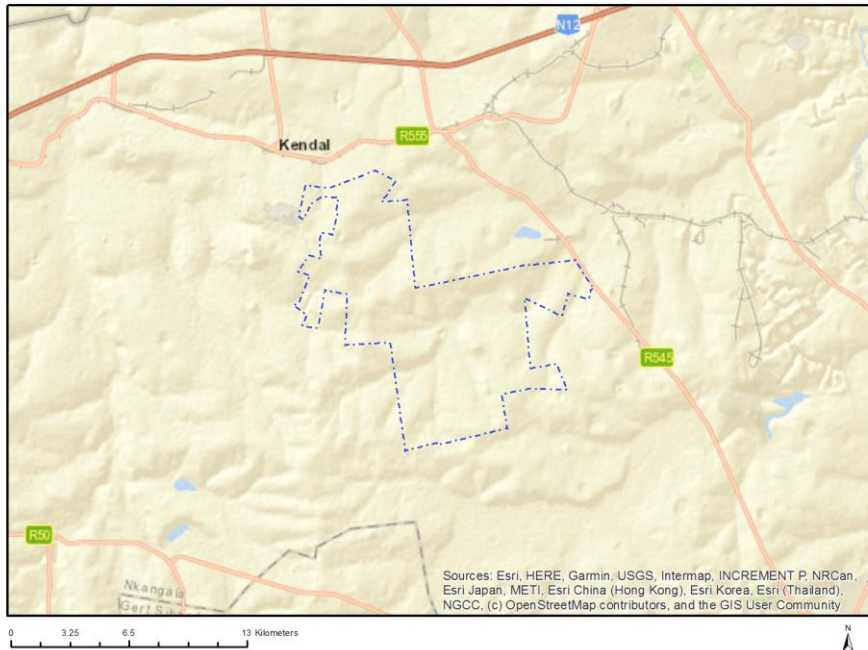 N12
R555
Kendal
R545
R50
Nkangala
Gert Sib
Sources: Esri, HERE, Garmin, USGS, Intermap, INCREMENT P, NRCan,
Esri Japan, METI, Esri China (Hong Kong), Esri Korea, Esri (Thailand),
NGCC, (c) OpenStreetMap contributors, and the GIS User Community
0 3.25 6.5 13 Kilometers
N